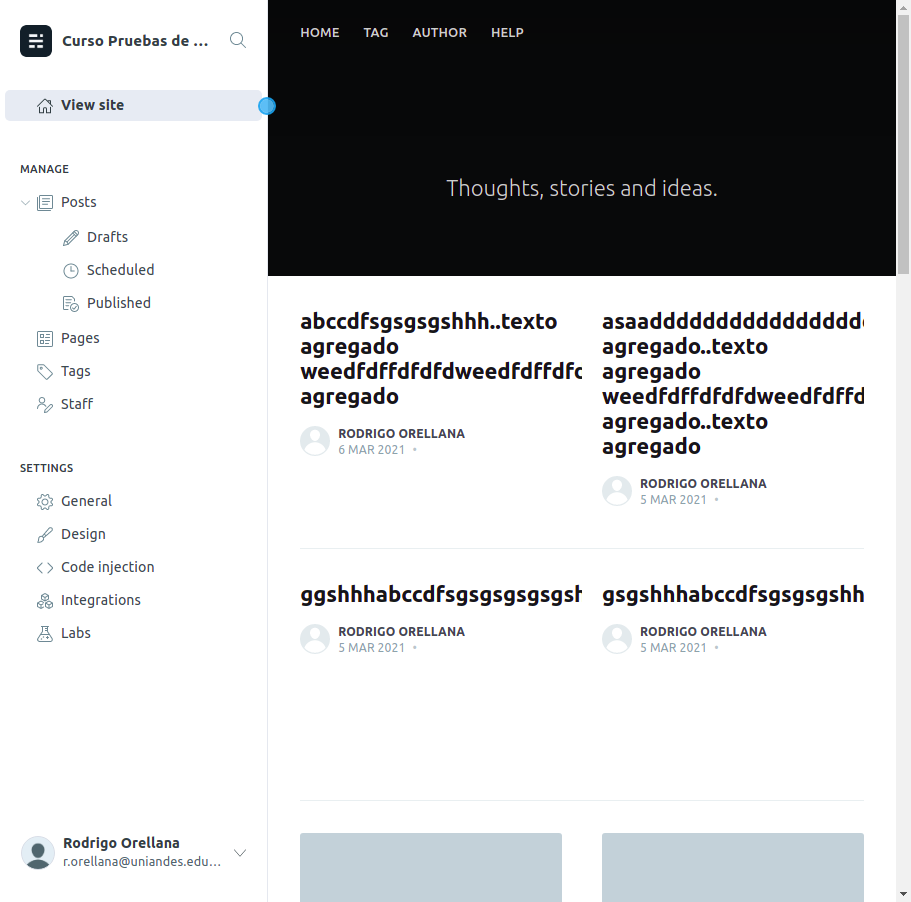 Curso Pruebas de ...
View site
MANAGE
Posts
Drafts
Scheduled
Published
Pages
Tags
Staff
SETTINGS
General
Design
Code injection
Integrations
Labs
Rodrigo Orellana
r.orellana@uniandes.edu...
HOME TAG AUTHOR HELP
Thoughts, stories and ideas.
abccdfsgsgsgshhh..texto
agregado
weedfdffdfdfdweedfdffdfd
agregado
RODRIGO ORELLANA
6 MAR 2021 •
asaaddddddddddddddddd
agregado..texto
agregado
weedfdffdfdfdweedfdffd
agregado..texto
agregado
RODRIGO ORELLANA
5 MAR 2021 •
ggshhhabccdfsgsgsgsgsgsh
RODRIGO ORELLANA
5 MAR 2021 •
gsgshhhabccdfsgsgsgshh
RODRIGO ORELLANA
5 MAR 2021 •